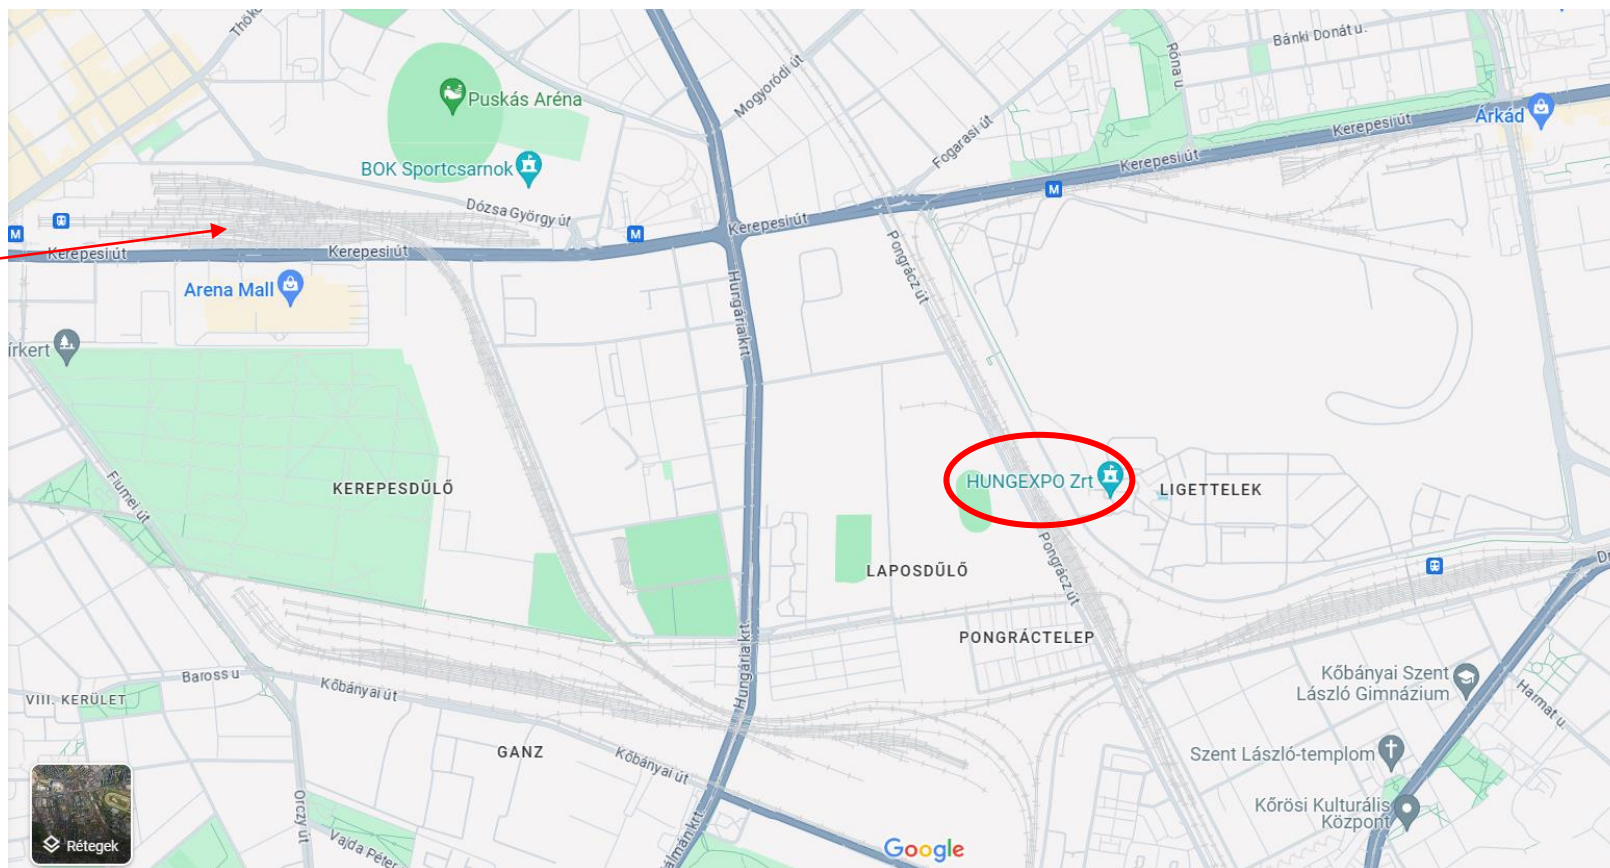 Thökö
Bánki Donát u.
Róna u
Puskás Aréna
Mogyoródi út
Árkád
Kerepesi út
Fogarasi út
Kerepesi út
BOK Sportcsarnok
M
Dózsa György út
M
M
Kerepesi út
Kerepesi út
Kerepesi út
Pongrácz út
Arena Mall
Hungária krt.
írkert
HUNGEXPO Zrt
KEREPESDŰLŐ
LIGETTELEK
Fiumei út
Pongrácz út
LAPOSDŰLŐ
PONGRÁCTELEP
Hungária krt.
Baross u
Kőbányai út
VIII. KERÜLET
Kőbányai Szent
László Gimnázium
Harmat u.
GANZ
Kőbányai út
Szent László-templom
Orczy út
Kőrösi Kulturális
Központ
Vajda Péter
álmán krt.
Rétegek
Google